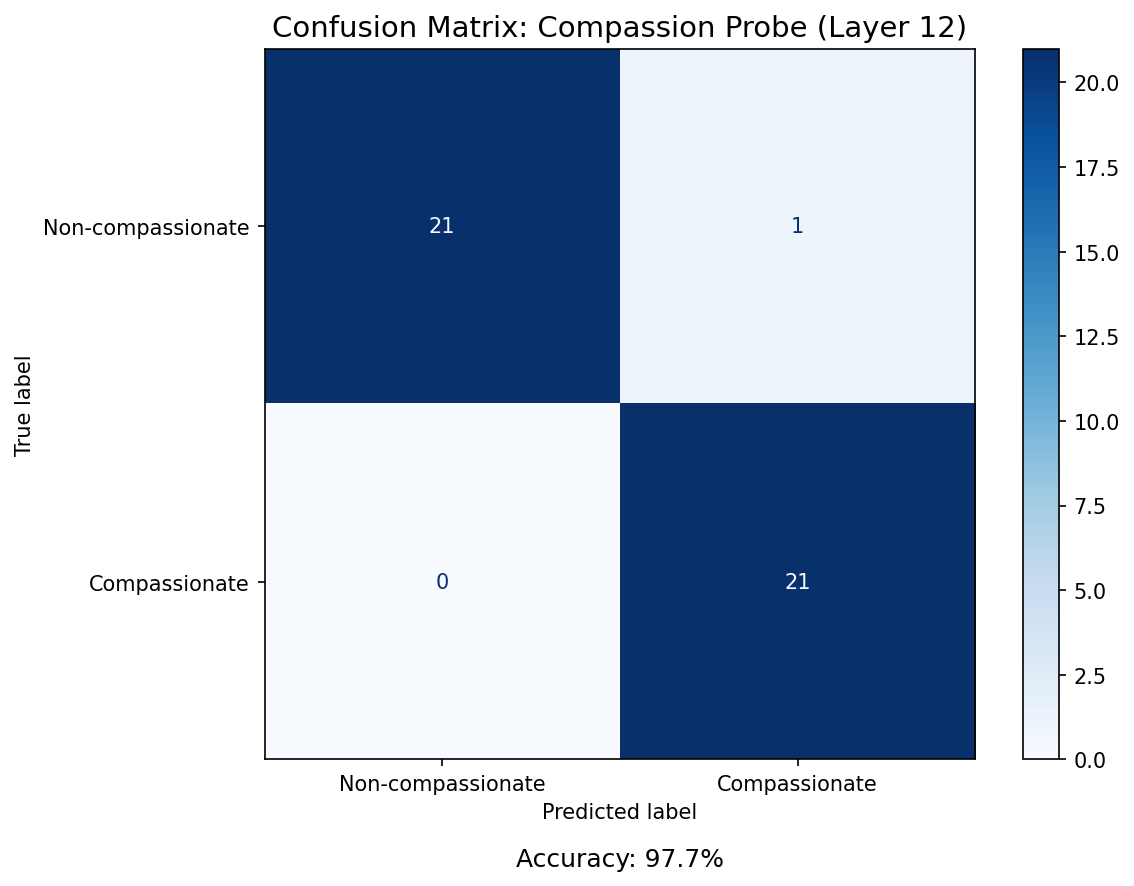 Confusion Matrix: Compassion Probe (Layer 12)
20.0
17.5
15.0
12.5
10.0
7.5
5.0
2.5
0.0
True label
Non-compassionate
21
1
Compassionate
0
21
Non-compassionate
Compassionate
Predicted label
Accuracy: 97.7%